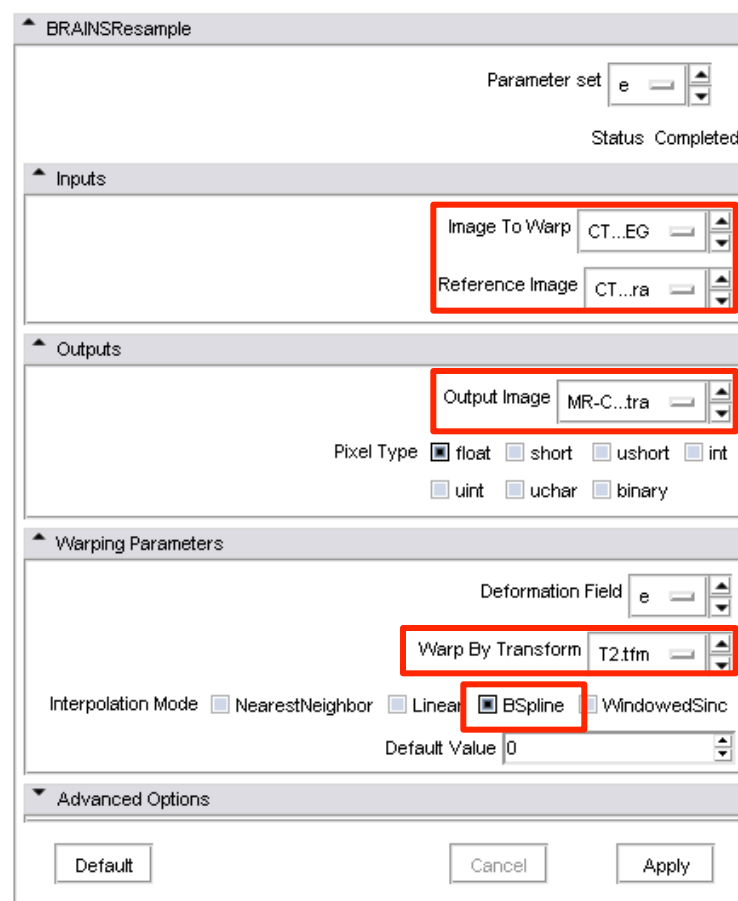 BRAINSResample
Parameter set e
Status Completed
Inputs
Image To Warp CT...EG
Reference Image CT...ra
Outputs
Output Image MR-C...tra
Pixel Type float short ushort int
uint uchar binary
Warping Parameters
Deformation Field e
Warp By Transform T2.tfm
Interpolation Mode NearestNeighbor Linear BSpline WindowedSinc
Default Value 0
Advanced Options
Default Cancel Apply